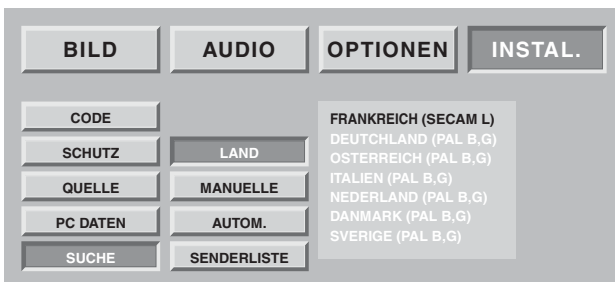 BILD AUDIO OPTIONEN INSTAL.
CODE
SCHUTZ
QUELLE
PC DATEN
SUCHE
LAND
MANUELLE
AUTOM.
SENDERLISTE
FRANKREICH (SECAM L)
DEUTCHLAND (PAL B,G)
OSTERREICH (PAL B,G)
ITALIEN (PAL B,G)
NEDERLAND (PAL B,G)
DANMARK (PAL B,G)
SVERIGE (PAL B,G)